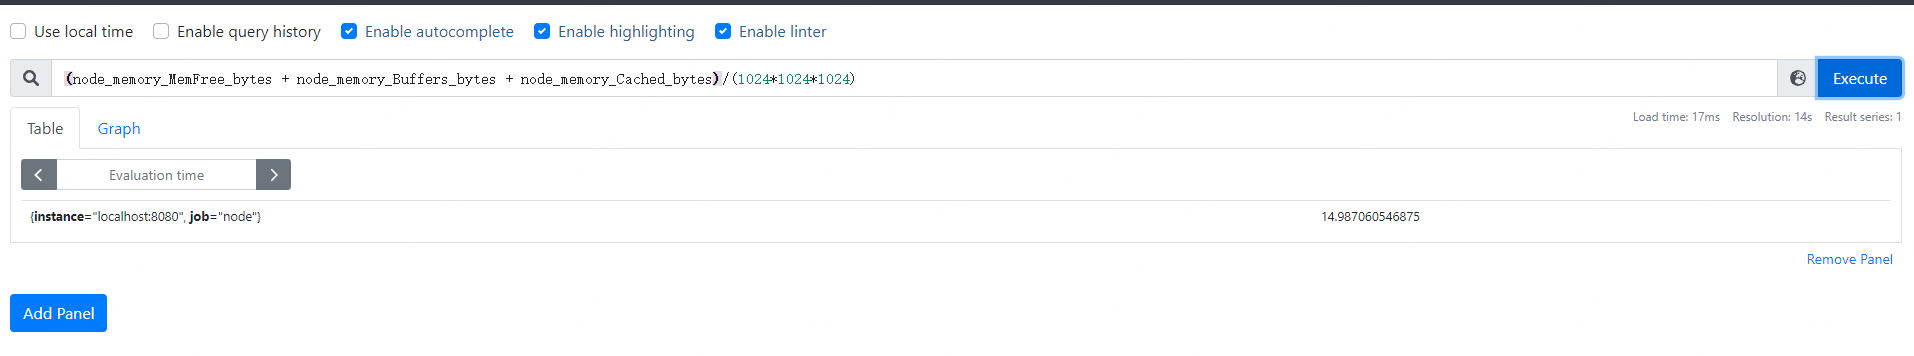 Use local time Enable query history Enable autocomplete Enable highlighting Enable linter
(node_memory_MemFree_bytes + node_memory_Buffers_bytes + node_memory_Cached_bytes)/(1024*1024*1024) Execute
Table Graph Load time: 17ms Resolution: 14s Result series: 1
Evaluation time
{instance="localhost:8080", job="node"} 14.987060546875
Remove Panel
Add Panel